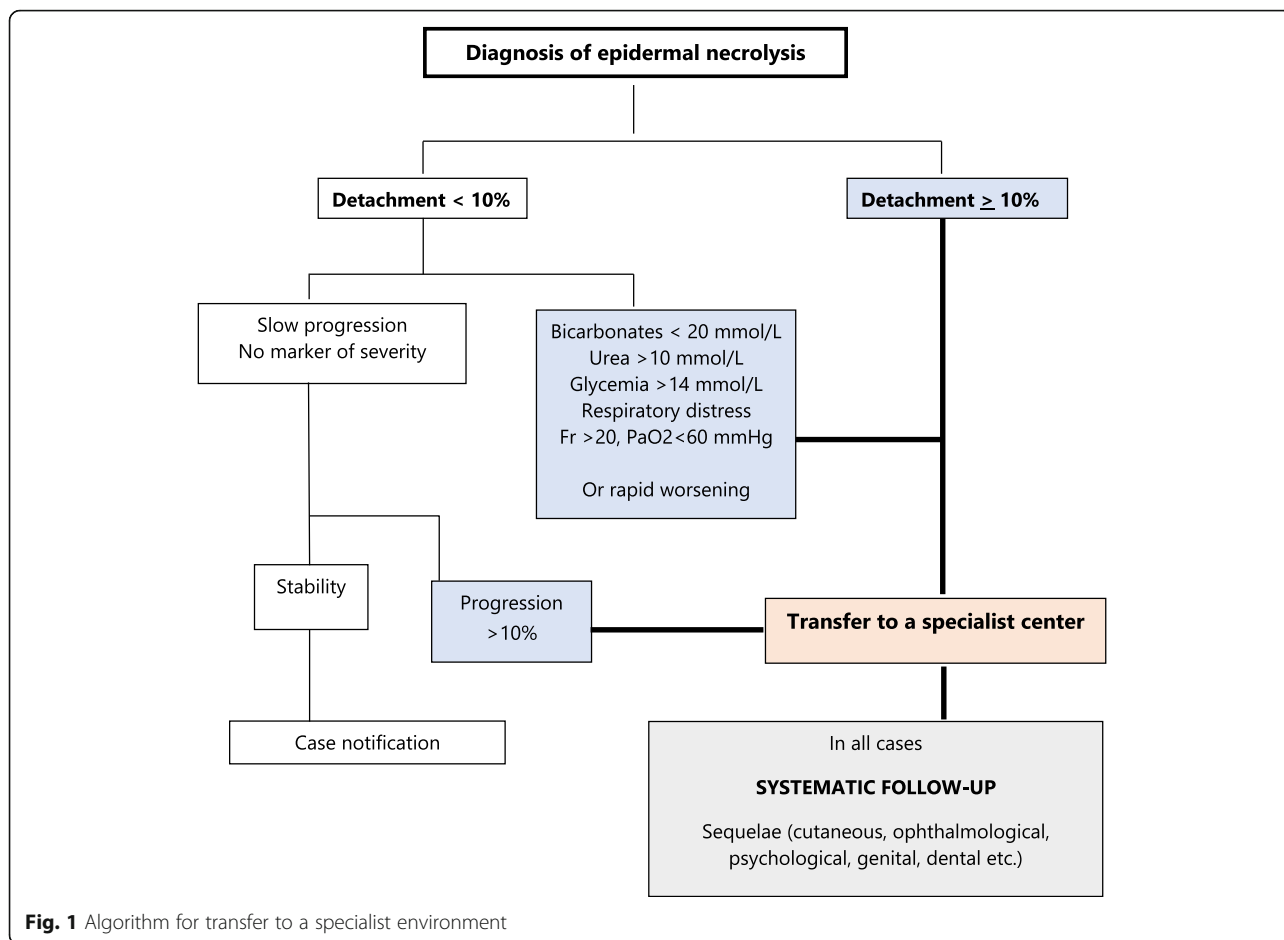 Diagnosis of epidermal necrolysis
Detachment < 10%
Detachment ≥ 10%
Slow progression
No marker of severity
Bicarbonates < 20 mmol/L
Urea >10 mmol/L
Glycemia >14 mmol/L
Respiratory distress
Fr >20, PaO2<60 mmHg
Or rapid worsening
Stability
Progression
>10%
Transfer to a specialist center
Case notification
In all cases
SYSTEMATIC FOLLOW-UP
Sequelae (cutaneous, ophthalmological,
psychological, genital, dental etc.)
Fig. 1 Algorithm for transfer to a specialist environment